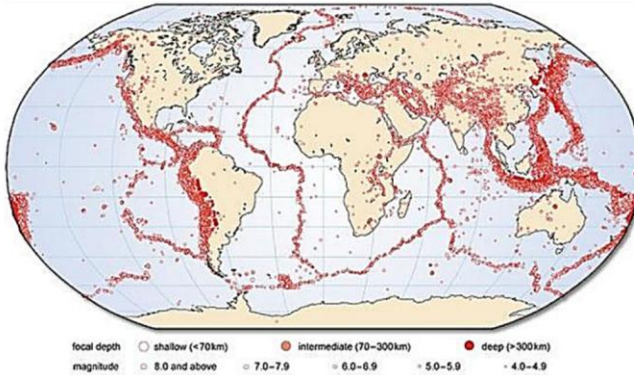 focal depth shallow (<70km) intermediate (70–300km) deep (>300km)
magnitude 8.0 and above 7.0–7.9 6.0–6.9 5.0–5.9 4.0–4.9